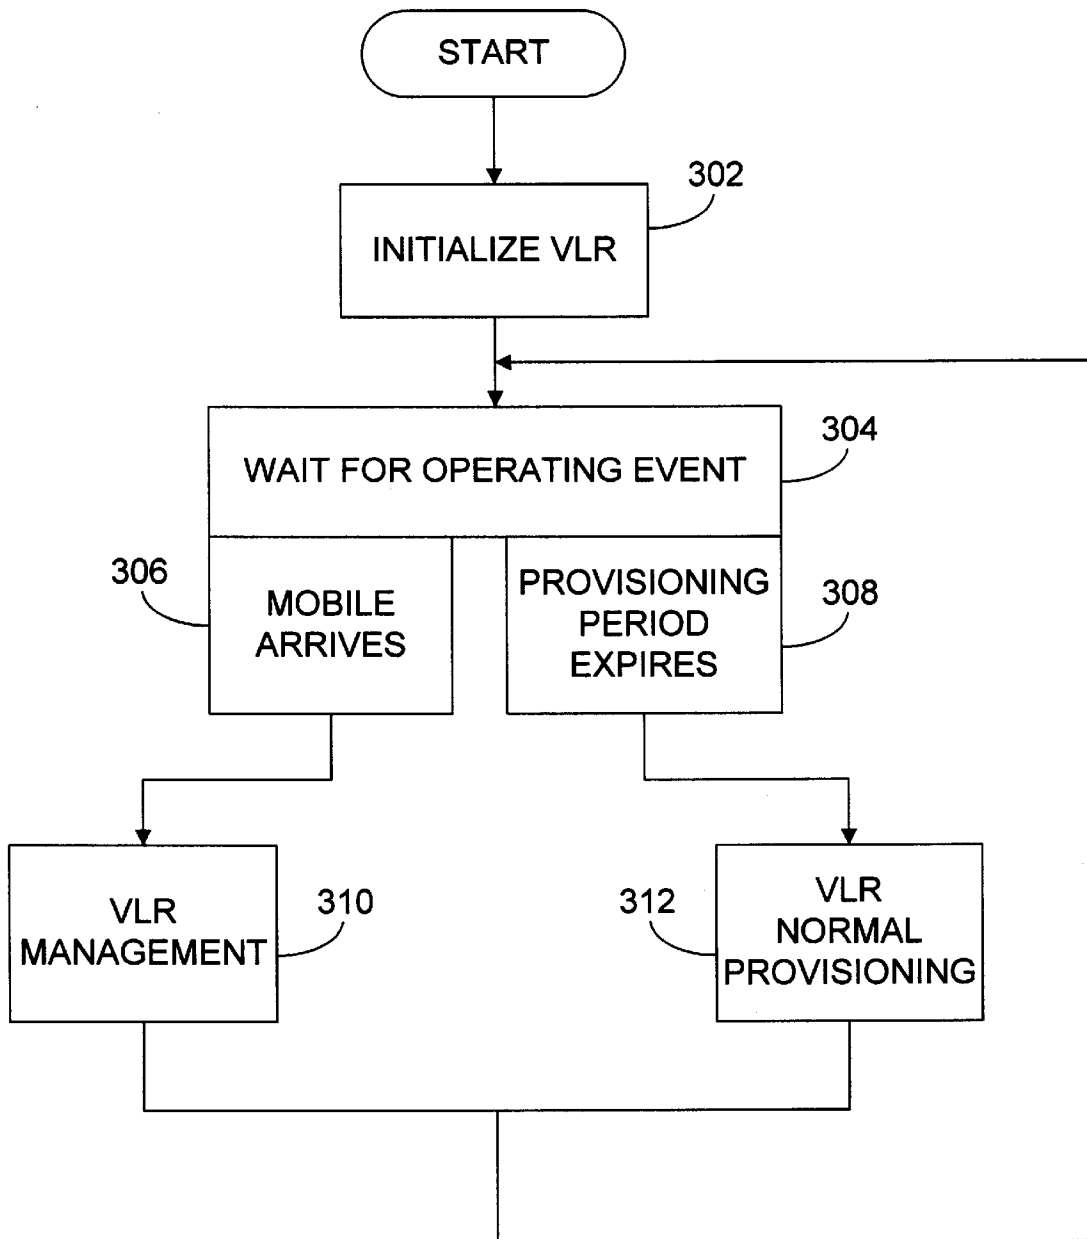 START
302
INITIALIZE VLR
304
WAIT FOR OPERATING EVENT
306
MOBILE
ARRIVES
PROVISIONING
PERIOD
EXPIRES
308
VLR
MANAGEMENT
310
312
VLR
NORMAL
PROVISIONING